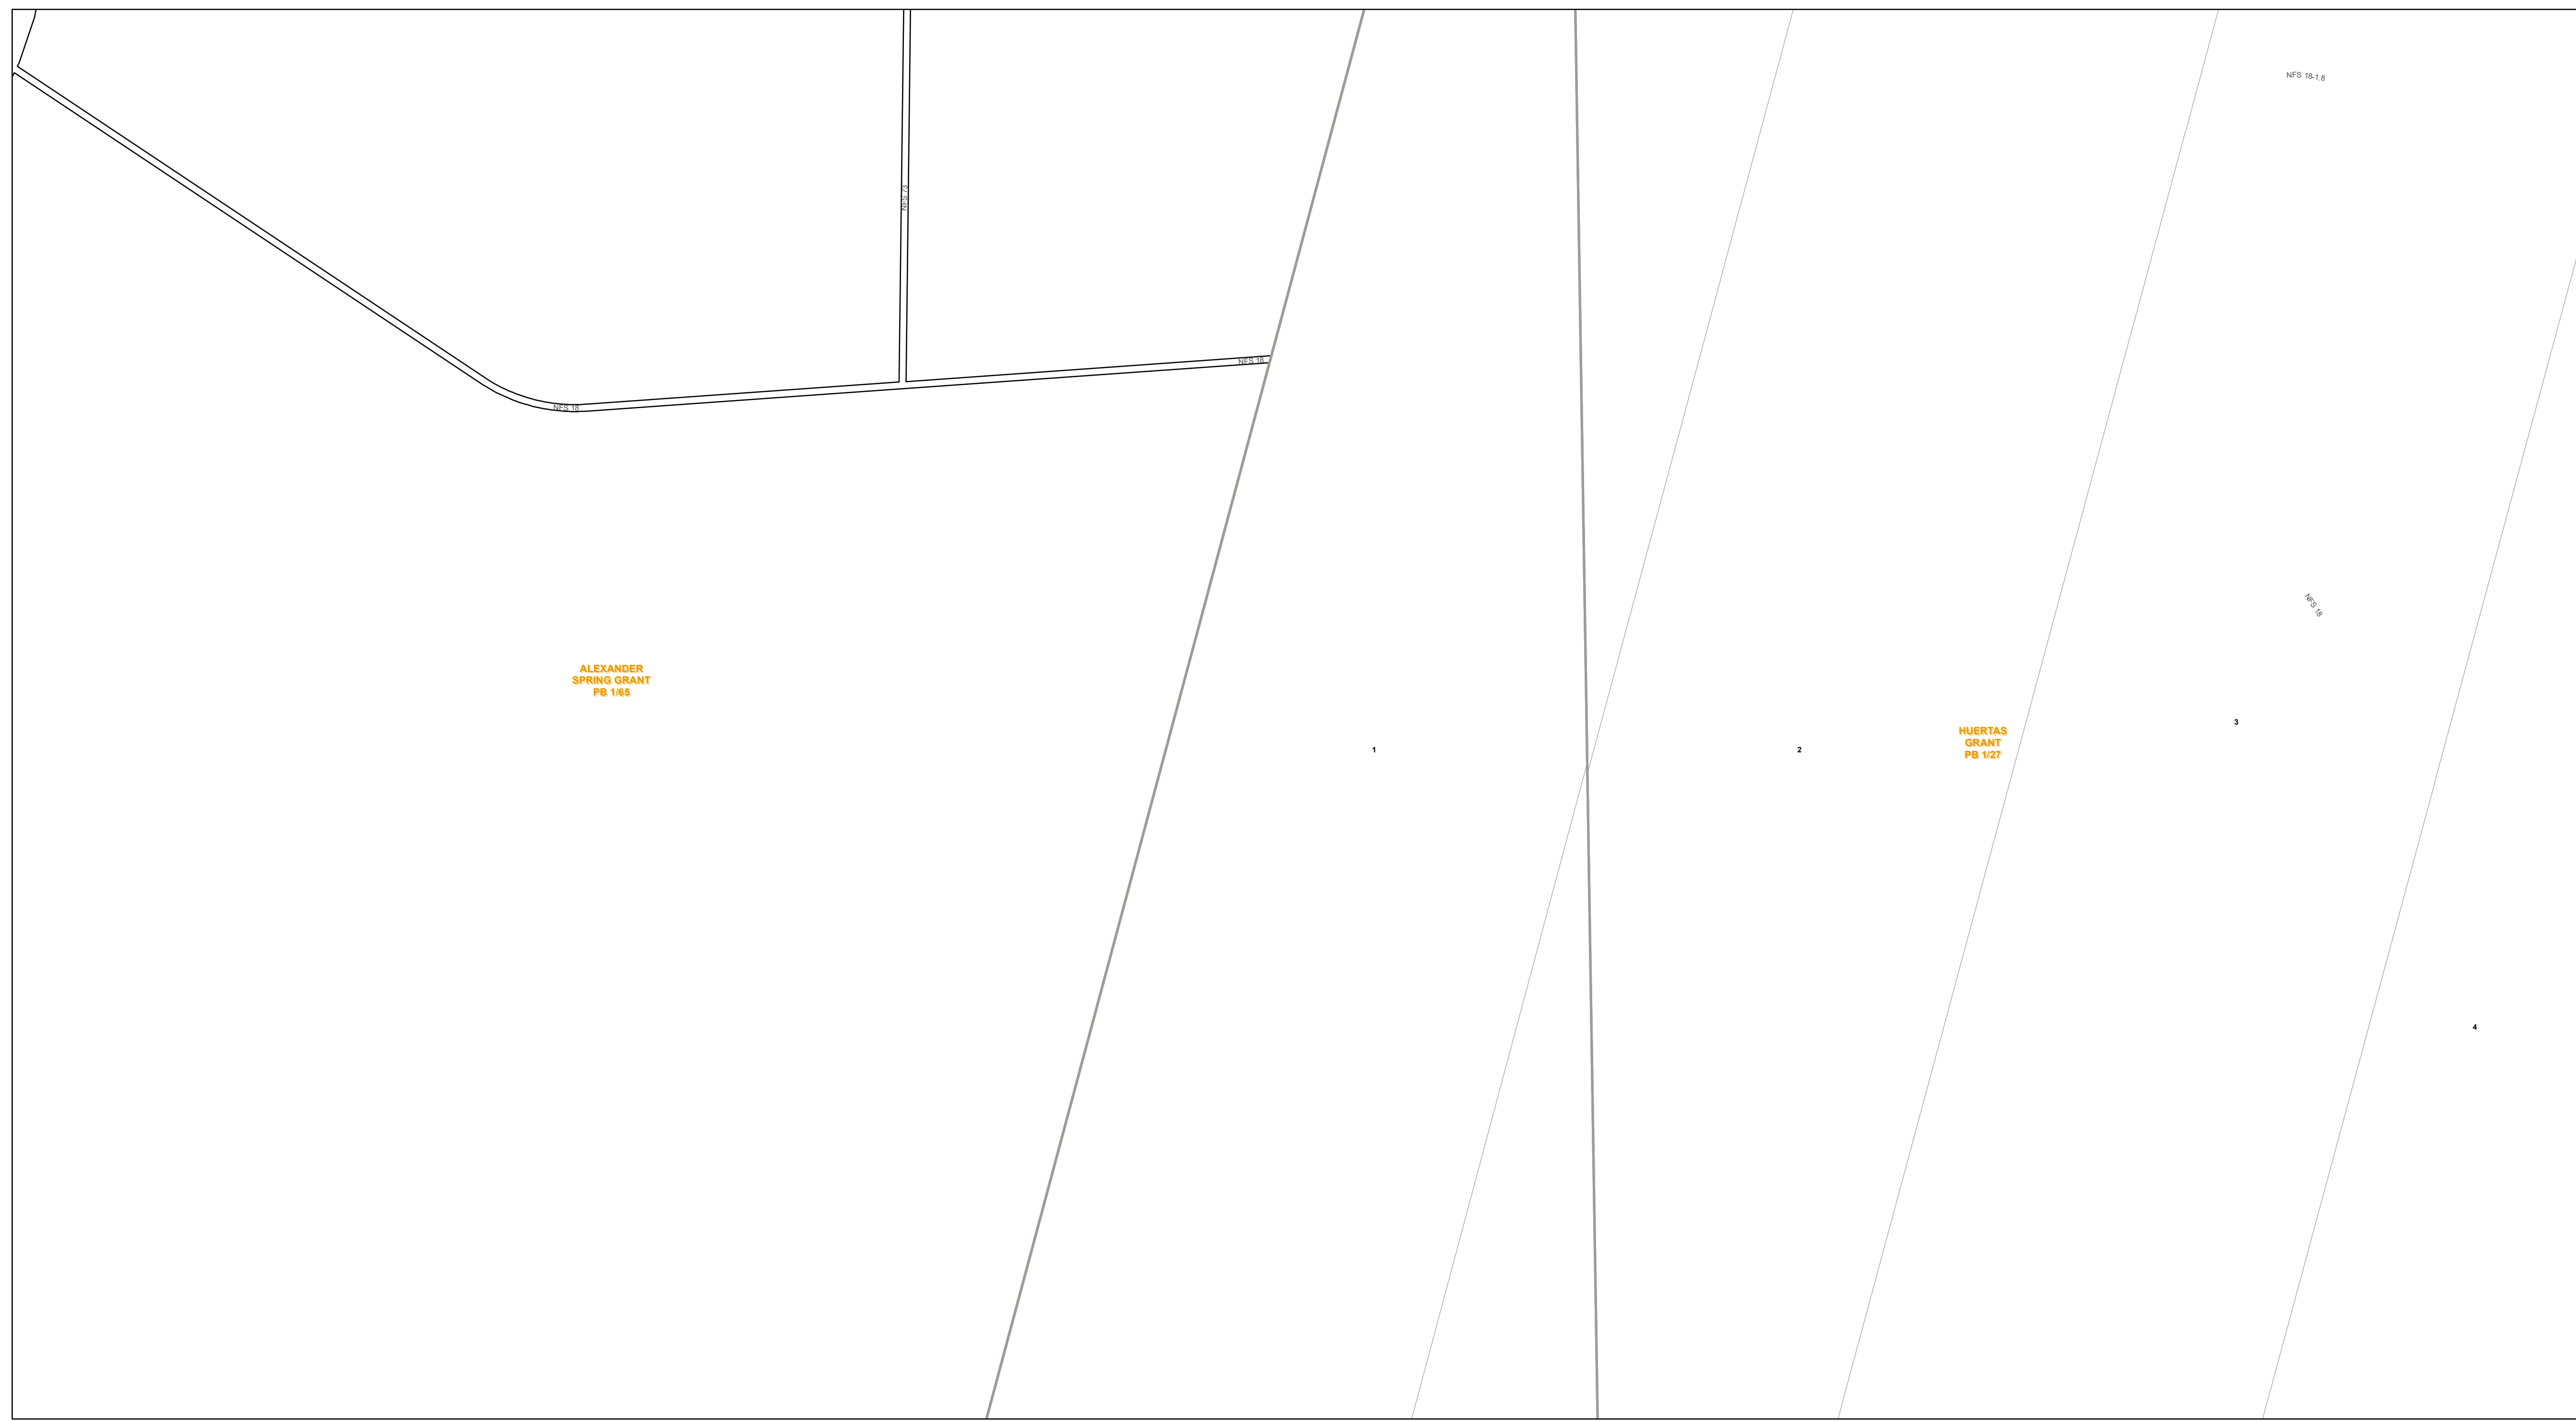 NFS 18-1.8
NFS 73
NFS 18
NFS 18
NFS 18
ALEXANDER
SPRING GRANT
PB 1/65
HUERTAS
GRANT
PB 1/27
1
2
3
4